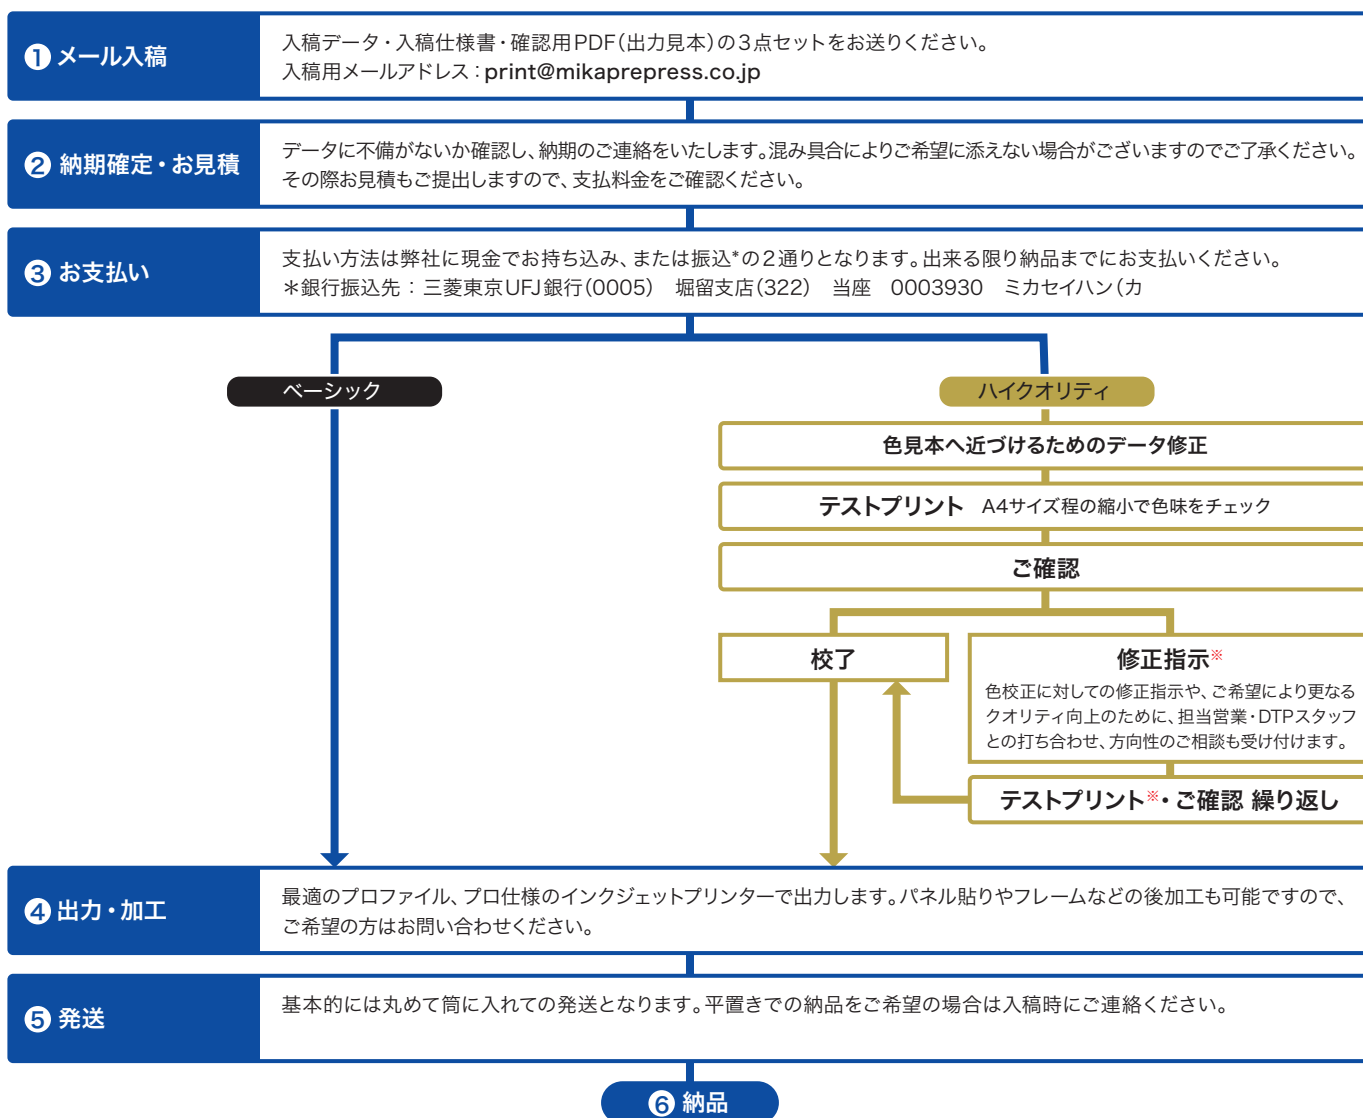 ❶ メール入稿
入稿データ・入稿仕様書・確認用PDF（出力見本）の３点セットをお送りください。
入稿用メールアドレス：print@mikaprepress.co.jp
❷ 納期確定・お見積
データに不備がないか確認し、納期のご連絡をいたします。混み具合によりご希望に添えない場合がございますのでご了承ください。
その際お見積もご提出しますので、支払料金をご確認ください。
❸ お支払い
支払い方法は弊社に現金でお持ち込み、または振込*の２通りとなります。出来る限り納品までにお支払いください。
＊銀行振込先：三菱東京UFJ銀行(0005)　堀留支店(322)　当座　0003930　ミカセイハン(カ
ベーシック
ハイクオリティ
色見本へ近づけるためのデータ修正
テストプリント　A4サイズ程の縮小で色味をチェック
ご確認
校了
修正指示※
色校正に対しての修正指示や、ご希望により更なる
クオリティ向上のために、担当営業・DTPスタッフ
との打ち合わせ、方向性のご相談も受け付けます。
テストプリント※・ご確認 繰り返し
❹ 出力・加工
最適のプロファイル、プロ仕様のインクジェットプリンターで出力します。パネル貼りやフレームなどの後加工も可能ですので、
ご希望の方はお問い合わせください。
❺ 発送
基本的には丸めて筒に入れての発送となります。平置きでの納品をご希望の場合は入稿時にご連絡ください。
❻ 納品